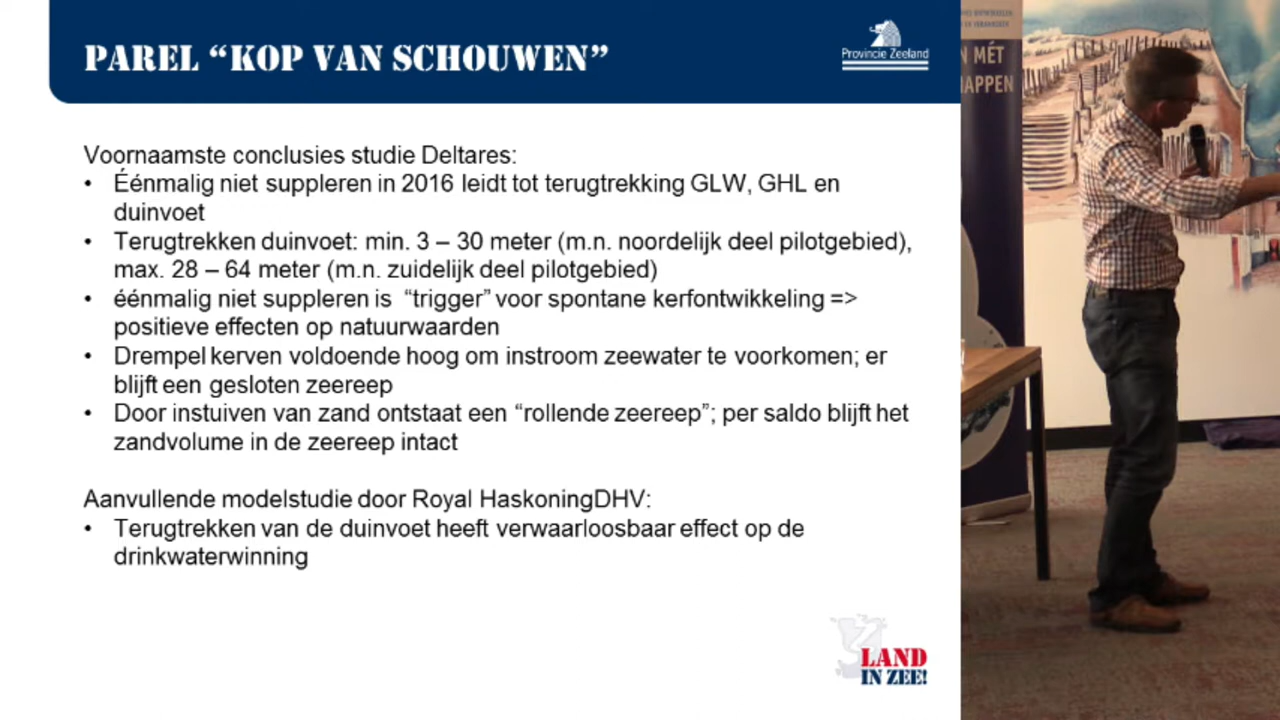 PAREL “KOP VAN SCHOUWEN”
Provincie Zeeland
Voornaamste conclusies studie Deltares:
• Éénmalig niet suppleren in 2016 leidt tot terugtrekking GLW, GHL en
duinvoet
• Terugtrekken duinvoet: min. 3 – 30 meter (m.n. noordelijk deel pilotgebied),
max. 28 – 64 meter (m.n. zuidelijk deel pilotgebied)
• éénmalig niet suppleren is “trigger” voor spontane kerfontwikkeling =>
positieve effecten op natuurwaarden
• Drempel kerven voldoende hoog om instroom zeewater te voorkomen; er
blijft een gesloten zeereep
• Door instuiven van zand ontstaat een “rollende zeereep”; per saldo blijft het
zandvolume in de zeereep intact
Aanvullende modelstudie door Royal HaskoningDHV:
• Terugtrekken van de duinvoet heeft verwaarloosbaar effect op de
drinkwaterwinning
LAND
IN ZEE!
N MÉT
HAPPEN